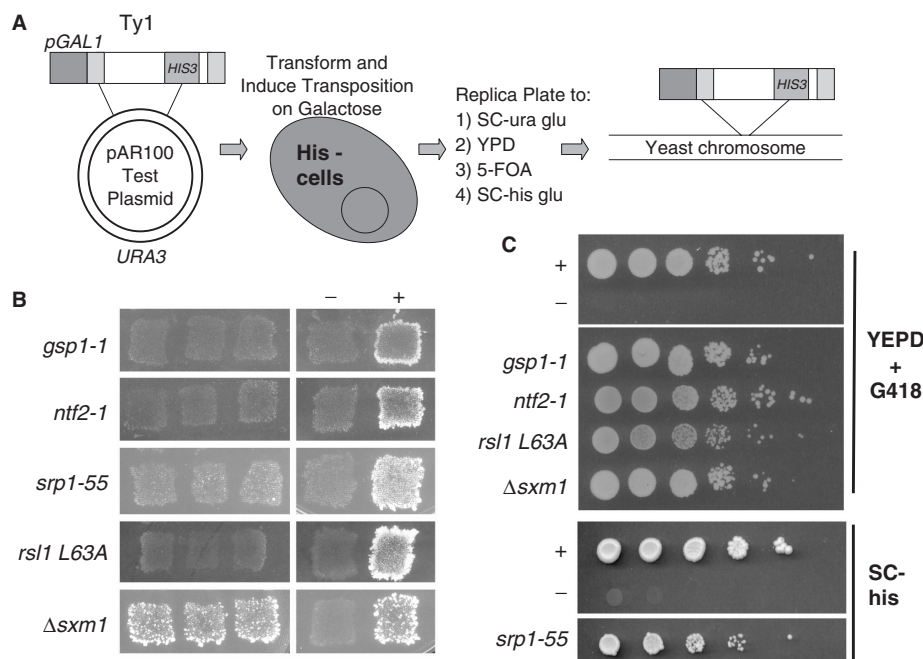 A
Ty1
pGAL1
HIS3
pAR100
Test
Plasmid
URA3
Transform and
Induce Transposition
on Galactose
His -
cells
Replica Plate to:
1) SC-ura glu
2) YPD
3) 5-FOA
4) SC-his glu
HIS3
Yeast chromosome
B
– +
gsp1-1
ntf2-1
srp1-55
rsl1 L63A
Δsxm1
C
+
–
gsp1-1
ntf2-1
rsl1 L63A
Δsxm1
YEPD
+
G418
+
–
srp1-55
SC-
his